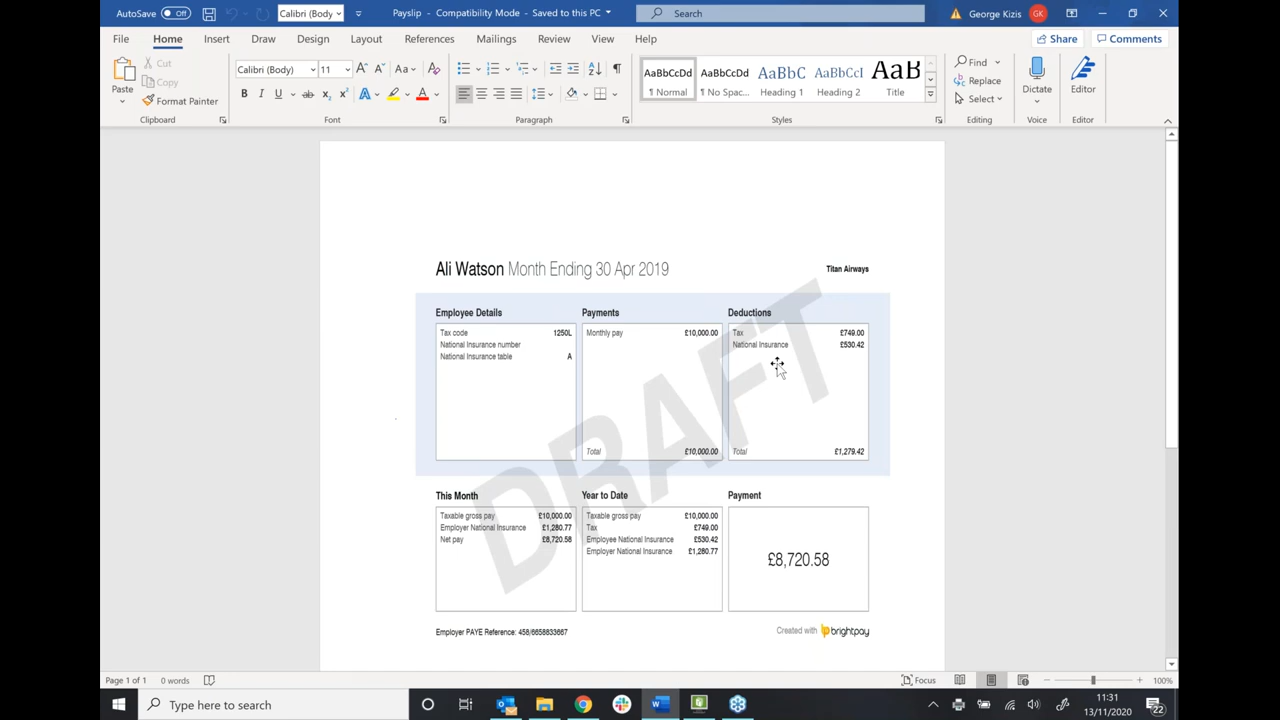 AutoSave Off Calibri (Body Payslip - Compatibility Mode - Saved to this PC Search George Kizis GK
File Home Insert Draw Design Layout References Mailings Review View Help Share Comments
Paste Cut Copy Format Painter
Clipboard
Calibri (Body) 11 Aa
B I U ab x2 x2 A A
Font
Paragraph
AaBbCcDd AaBbCcDd AaBbC AaBbCcI AaB
¶ Normal ¶ No Spac... Heading 1 Heading 2 Title
Styles
Find
Replace
Select
Editing
Dictate
Voice
Editor
Editor
Ali Watson Month Ending 30 Apr 2019 Titan Airways
DRAFT
Employee Details
Tax code 1250L
National Insurance number
National Insurance table A
Payments
Monthly pay £10,000.00
Total £10,000.00
Deductions
Tax £749.00
National Insurance £530.42
Total £1,279.42
This Month
Taxable gross pay £10,000.00
Employer National Insurance £1,280.77
Net pay £8,720.58
Year to Date
Taxable gross pay £10,000.00
Tax £749.00
Employee National Insurance £530.42
Employer National Insurance £1,280.77
Payment
£8,720.58
Employer PAYE Reference: 458/6658833667 Created with brightpay
Page 1 of 1 0 words Focus 100%
Type here to search 11:31
13/11/2020 22